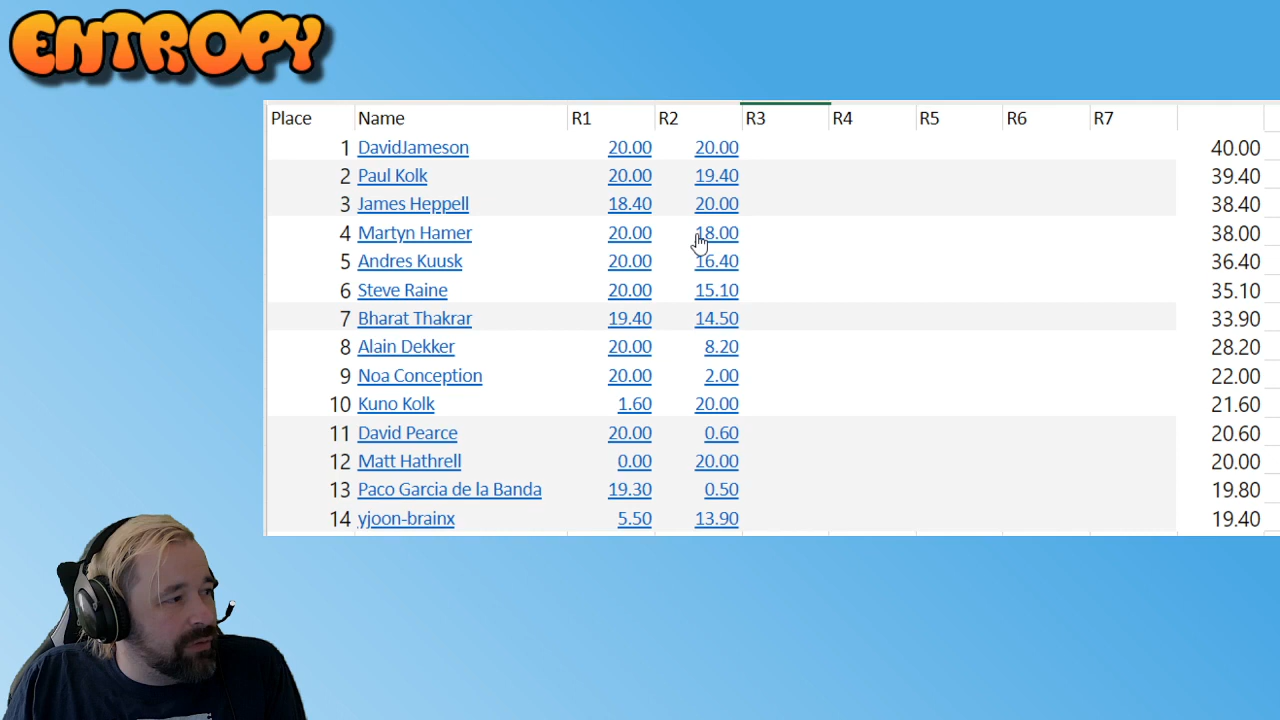 ENTROPY
Place Name R1 R2 R3 R4 R5 R6 R7
1 DavidJameson 20.00 20.00 40.00
2 Paul Kolk 20.00 19.40 39.40
3 James Heppell 18.40 20.00 38.40
4 Martyn Hamer 20.00 18.00 38.00
5 Andres Kuusk 20.00 16.40 36.40
6 Steve Raine 20.00 15.10 35.10
7 Bharat Thakrar 19.40 14.50 33.90
8 Alain Dekker 20.00 8.20 28.20
9 Noa Conception 20.00 2.00 22.00
10 Kuno Kolk 1.60 20.00 21.60
11 David Pearce 20.00 0.60 20.60
12 Matt Hathrell 0.00 20.00 20.00
13 Paco Garcia de la Banda 19.30 0.50 19.80
14 yjoon-brainx 5.50 13.90 19.40